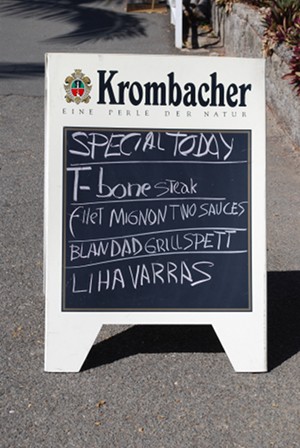 Krombacher
EINE PERLE DER NATUR
SPECIAL TODAY
T-bone steak
FILET MIGNON TWO SAUCES
BLANDAD GRILLSPETT
LIHAVARRAS